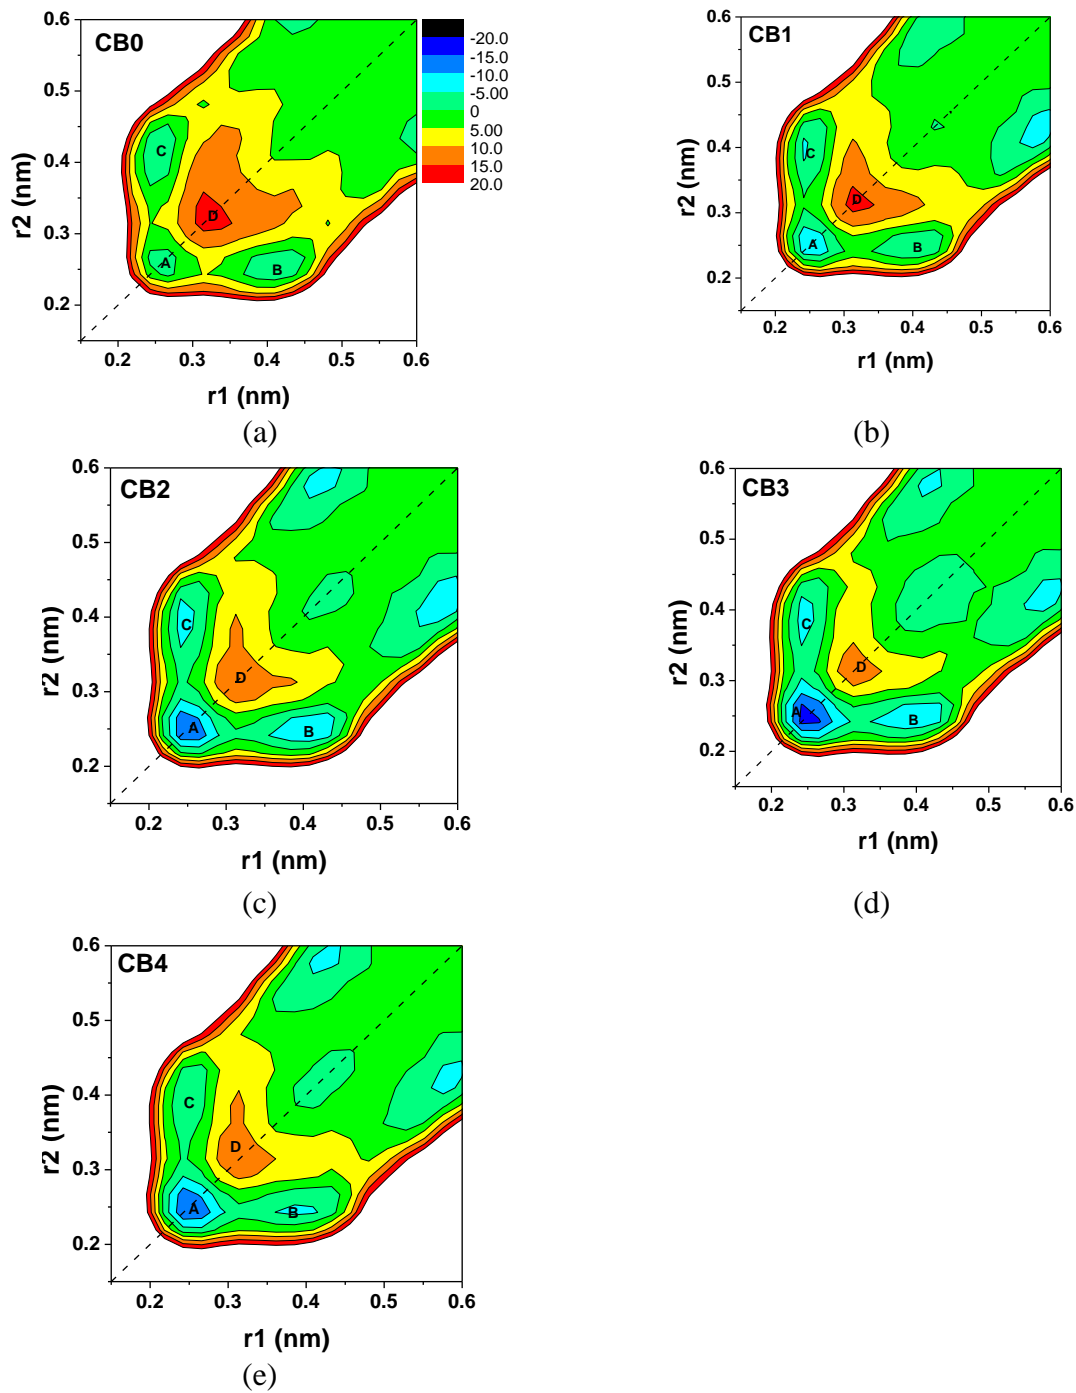 CB0
-20.0
-15.0
-10.0
-5.00
0
5.00
10.0
15.0
20.0
0.6
0.5
0.4
0.3
0.2
r2 (nm)
C
D
A
B
0.2 0.3 0.4 0.5 0.6
r1 (nm)
(a)
CB1
0.6
0.5
0.4
0.3
0.2
r2 (nm)
C
D
A
B
0.2 0.3 0.4 0.5 0.6
r1 (nm)
(b)
CB2
0.6
0.5
0.4
0.3
0.2
r2 (nm)
C
D
A
B
0.2 0.3 0.4 0.5 0.6
r1 (nm)
(c)
CB3
0.6
0.5
0.4
0.3
0.2
r2 (nm)
C
D
A
B
0.2 0.3 0.4 0.5 0.6
r1 (nm)
(d)
CB4
0.6
0.5
0.4
0.3
0.2
r2 (nm)
C
D
A
B
0.2 0.3 0.4 0.5 0.6
r1 (nm)
(e)